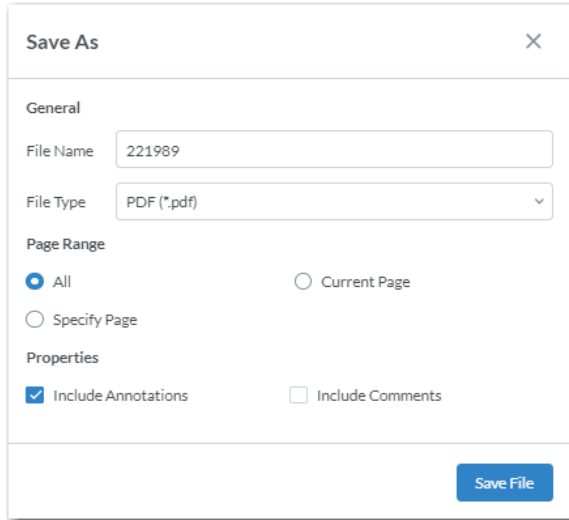 Save As
General
File Name 221989
File Type PDF (*.pdf)
Page Range
All Current Page
Specify Page
Properties
Include Annotations Include Comments
Save File